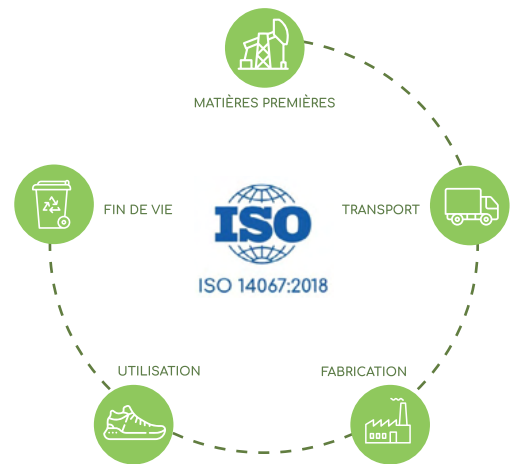 MATIÈRES PREMIÈRES
FIN DE VIE
ISO
TRANSPORT
ISO 14067:2018
UTILISATION
FABRICATION